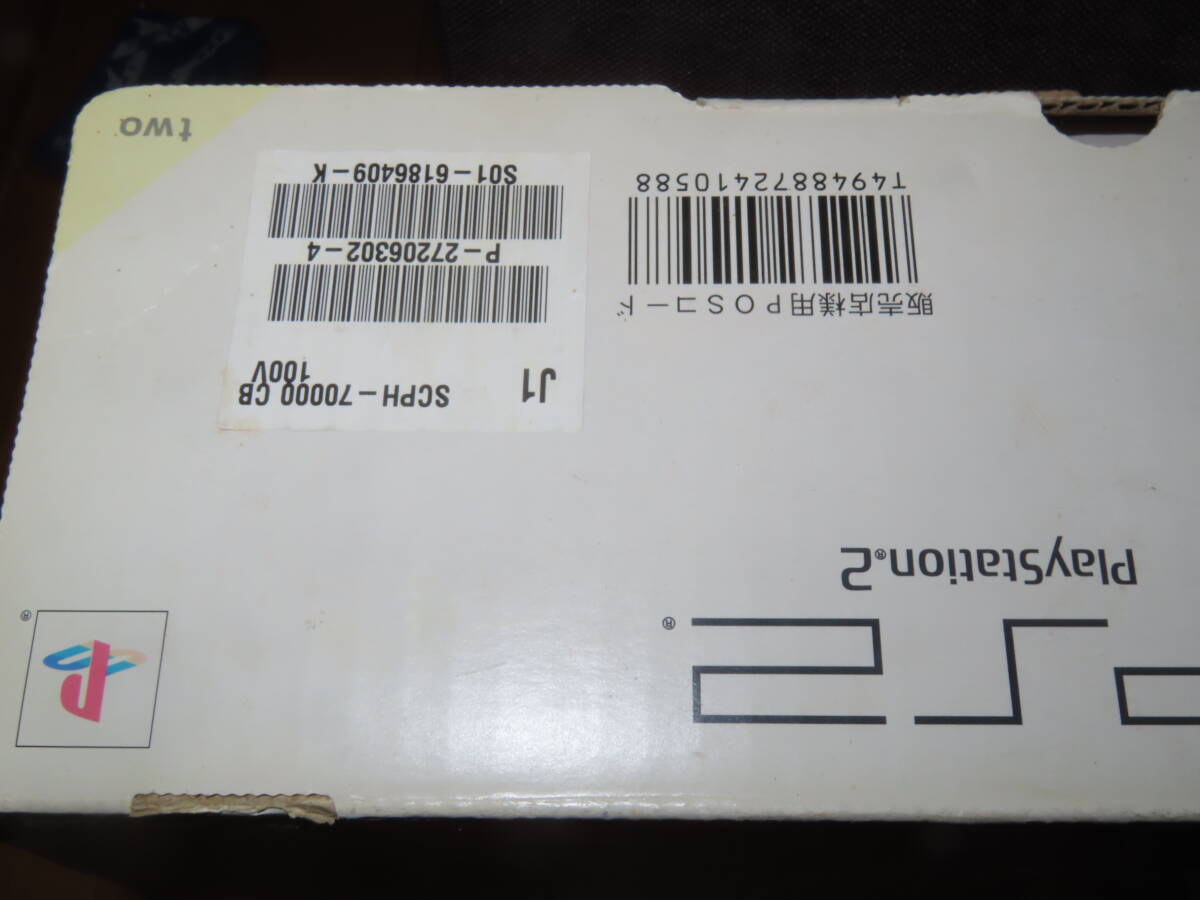 PlayStation®2
®
®
J1
SCPH-70000 CB
100V
P-27206302-4
S01-6186409-K
販売店様用POSコード
T4948872410588
two